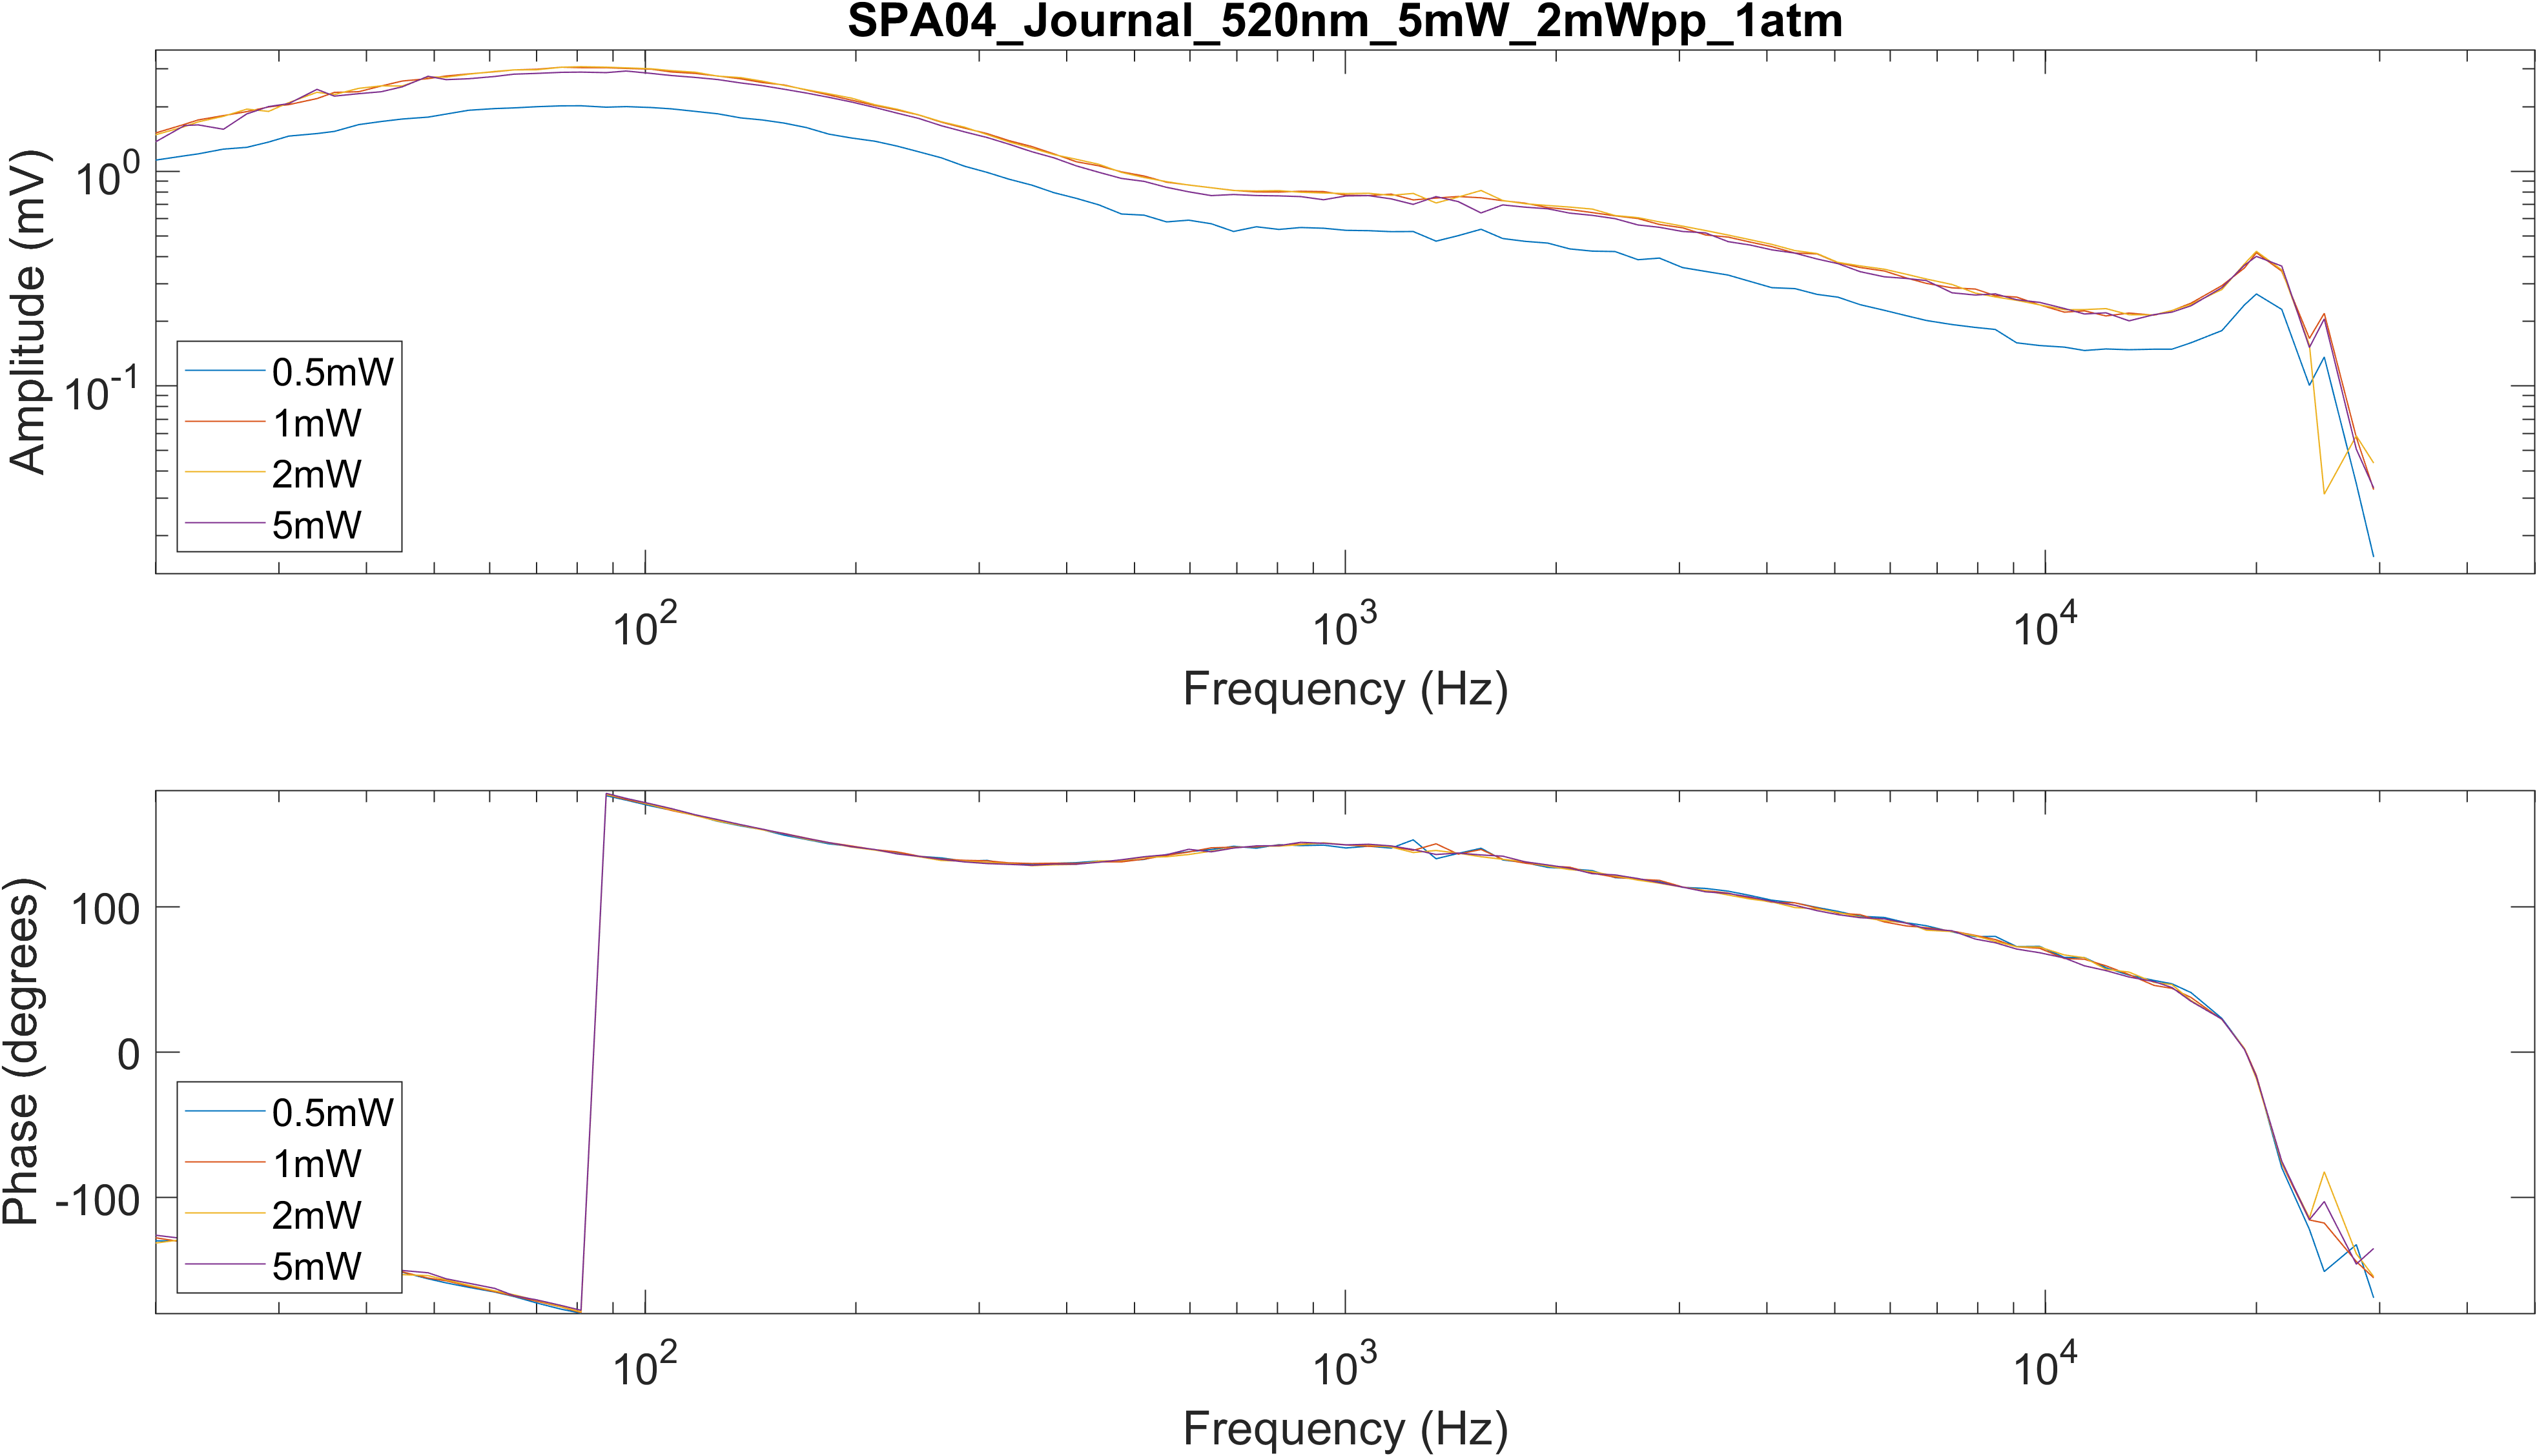 SPA04_Journal_520nm_5mW_2mWpp_1atm
Amplitude (mV)
10^0
10^-1
0.5mW
1mW
2mW
5mW
10^2
10^3
10^4
Frequency (Hz)
Phase (degrees)
100
0
-100
0.5mW
1mW
2mW
5mW
10^2
10^3
10^4
Frequency (Hz)